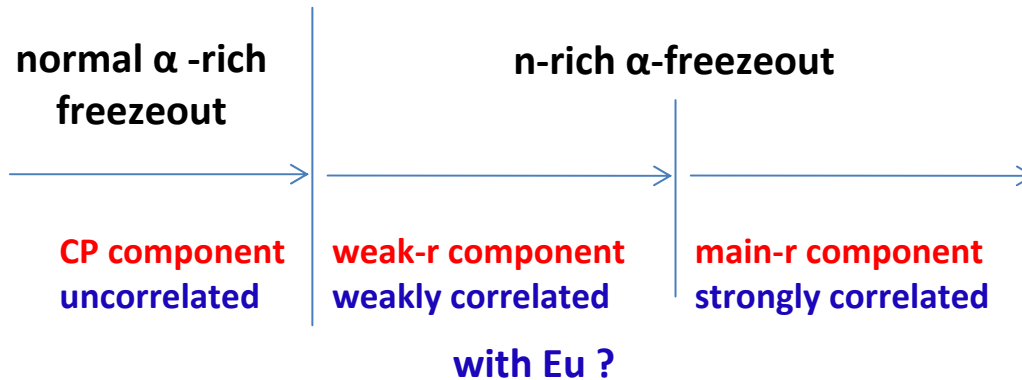 normal α -rich
freezeout
n-rich α-freezeout
CP component
uncorrelated
weak-r component
weakly correlated
main-r component
strongly correlated
with Eu ?